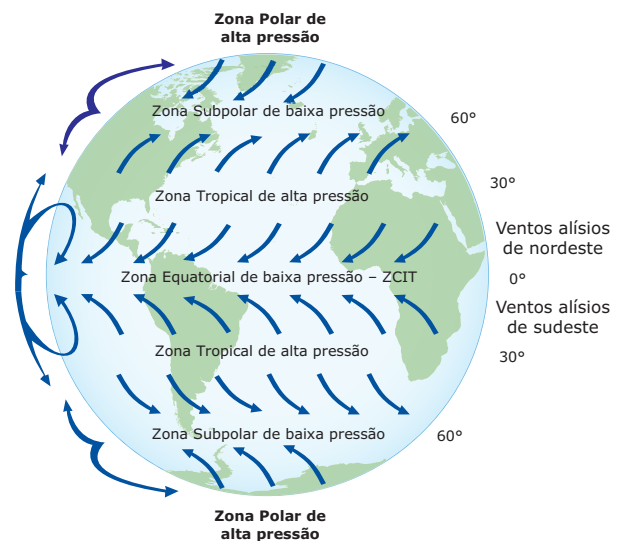 Zona Polar de
alta pressão
Zona Subpolar de baixa pressão
60°
30°
Zona Tropical de alta pressão
Ventos alísios
de nordeste
Zona Equatorial de baixa pressão – ZCIT
0°
Ventos alísios
de sudeste
Zona Tropical de alta pressão
30°
Zona Subpolar de baixa pressão
60°
Zona Polar de
alta pressão